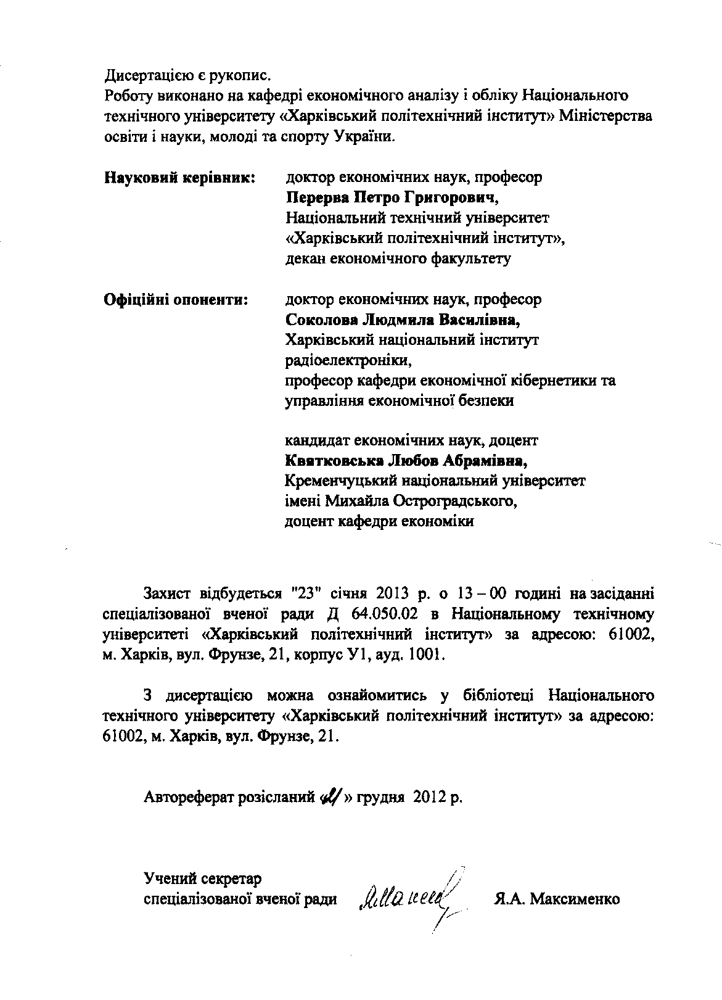 Дисертацією є рукопис.
Роботу виконано на кафедрі економічного аналізу і обліку Національного
технічного університету «Харківський політехнічний інститут» Міністерства
освіти і науки, молоді та спорту України.
Науковий керівник: доктор економічних наук, професор
Перерва Петро Григорович,
Національний технічний університет
«Харківський політехнічний інститут»,
декан економічного факультету
Офіційні опоненти: доктор економічних наук, професор
Соколова Людмила Василівна,
Харківський національний інститут
радіоелектроніки,
професор кафедри економічної кібернетики та
управління економічної безпеки
кандидат економічних наук, доцент
Квятковська Любов Абрамівна,
Кременчуцький національний університет
імені Михайла Остроградського,
доцент кафедри економіки
Захист відбудеться "23" січня 2013 р. о 13 – 00 годині на засіданні
спеціалізованої вченої ради Д 64.050.02 в Національному технічному
університеті «Харківський політехнічний інститут» за адресою: 61002,
м. Харків, вул. Фрунзе, 21, корпус У1, ауд. 1001.
З дисертацією можна ознайомитись у бібліотеці Національного
технічного університету «Харківський політехнічний інститут» за адресою:
61002, м. Харків, вул. Фрунзе, 21.
Автореферат розісланий « » грудня 2012 р.
Учений секретар
спеціалізованої вченої ради Я.А. Максименко